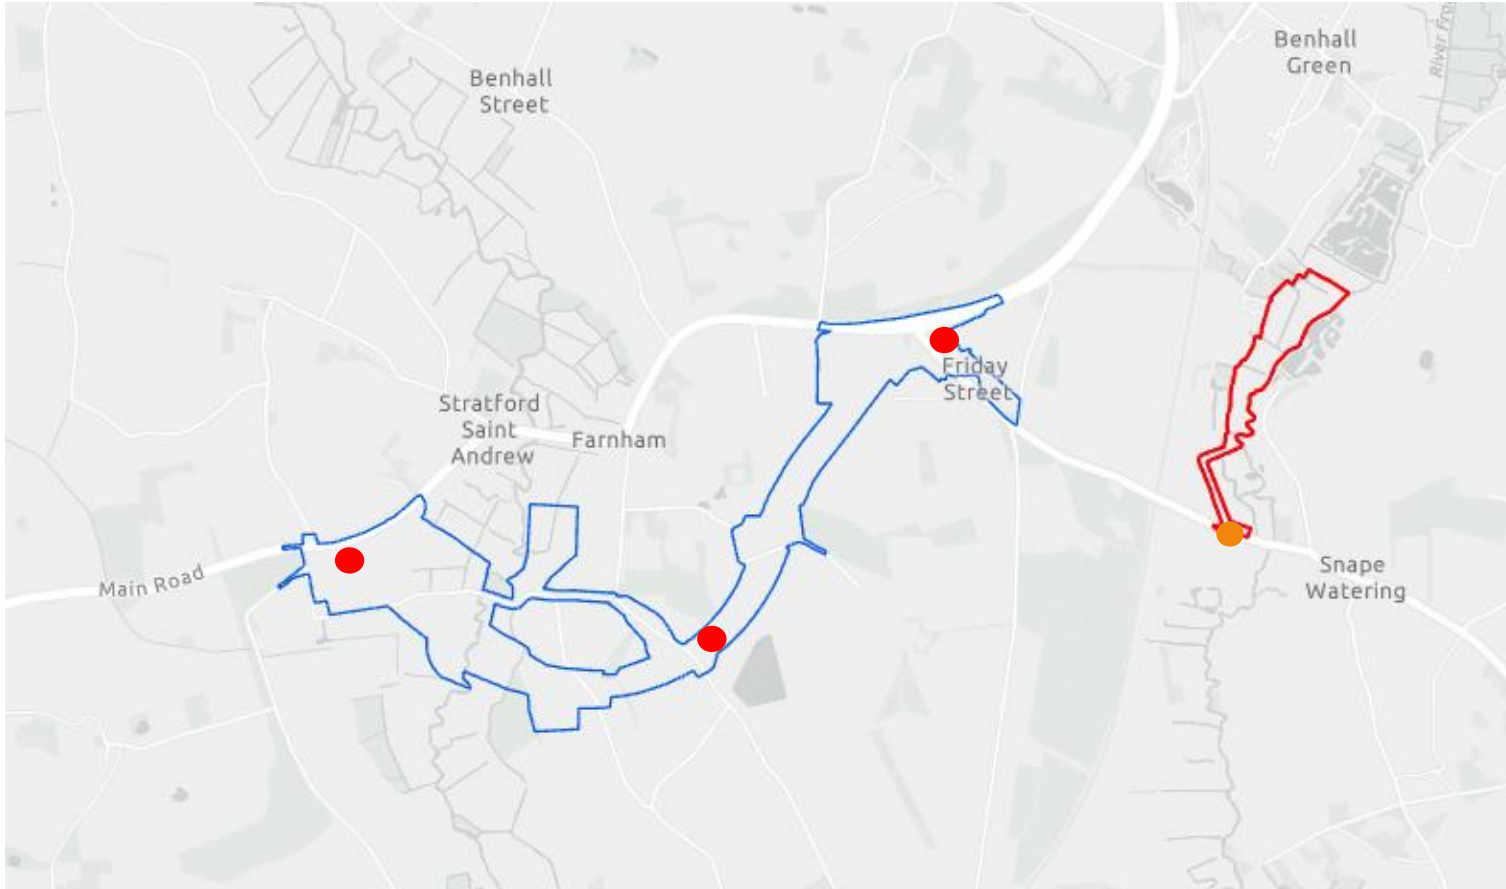 Benhall
Green
River Fro
Benhall
Street
Friday
Street
Stratford
Saint
Andrew
Farnham
Main Road
Snape
Watering